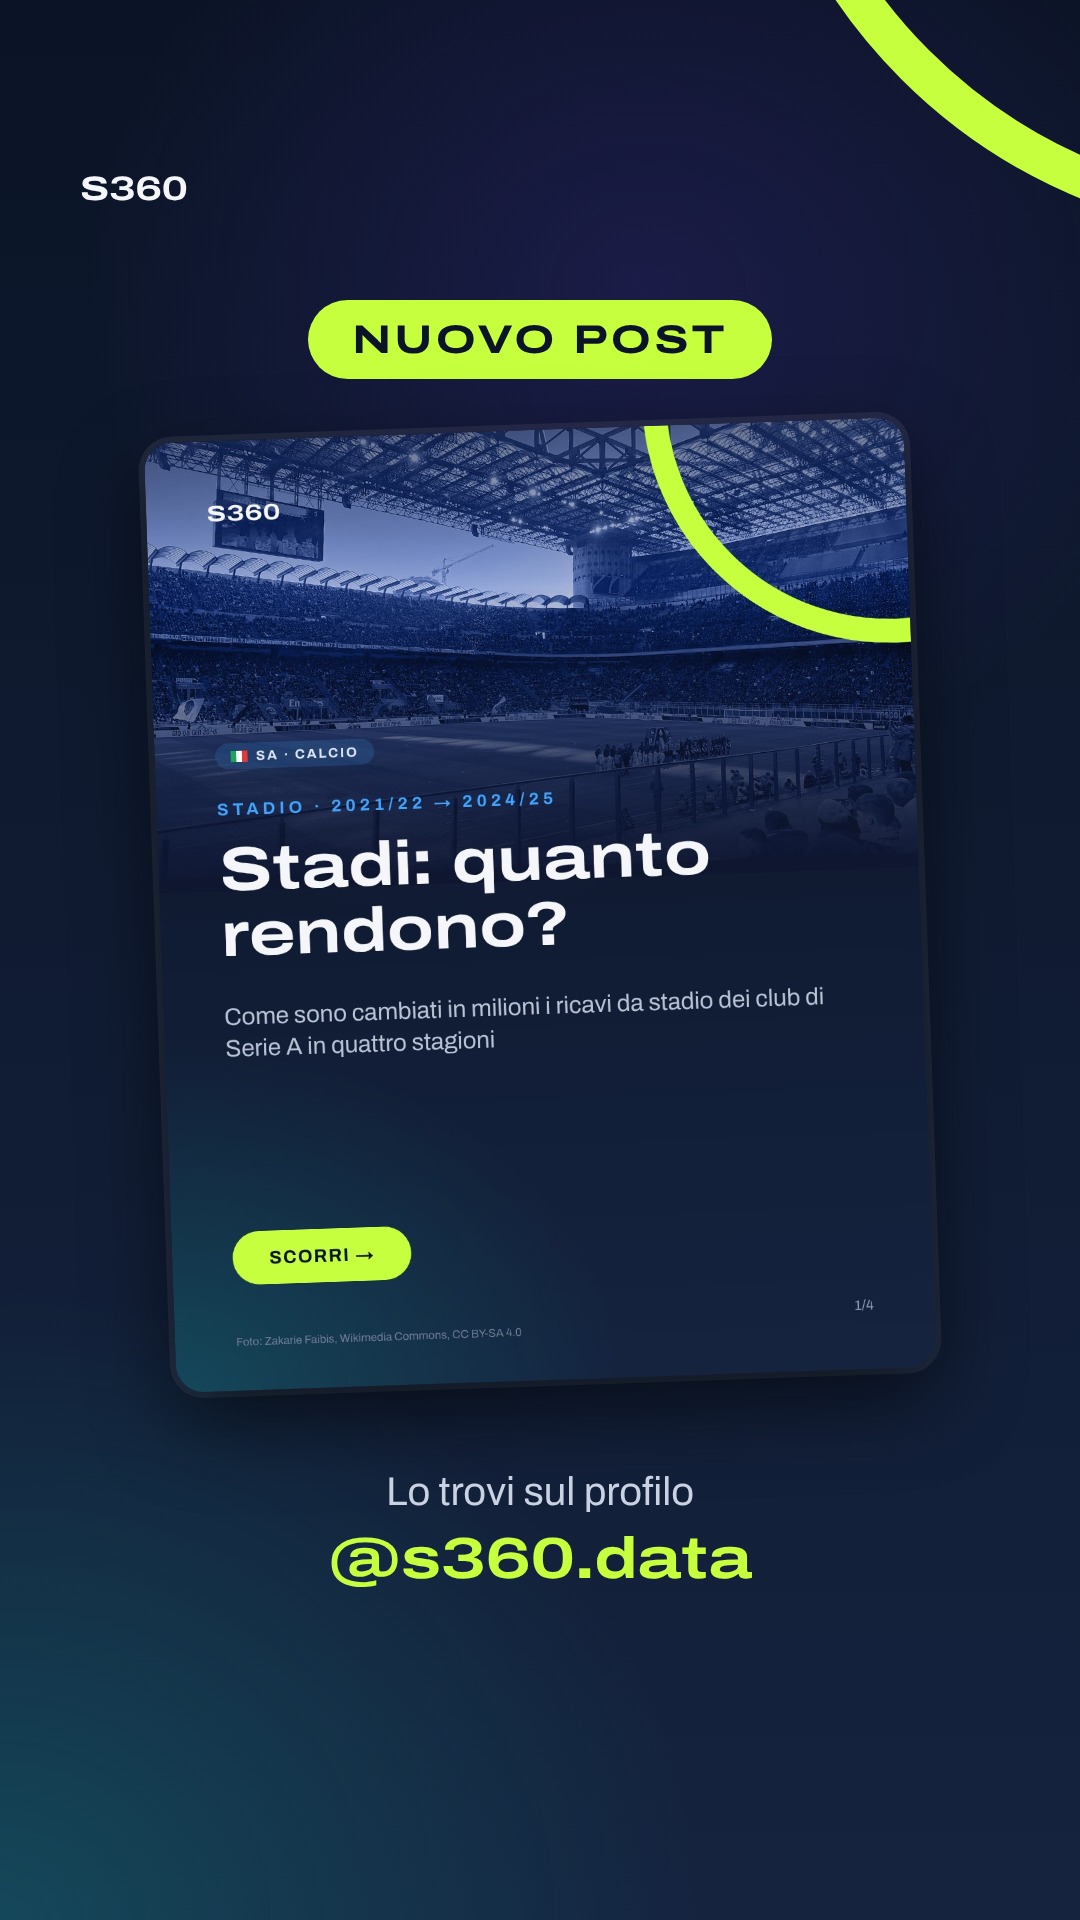 S360
NUOVO POST
S360
SA · CALCIO
STADIO · 2021/22 → 2024/25
Stadi: quanto
rendono?
Come sono cambiati in milioni i ricavi da stadio dei club di
Serie A in quattro stagioni
SCORRI →
1/4
Foto: Zakarie Faibis, Wikimedia Commons, CC BY-SA 4.0
Lo trovi sul profilo
@s360.data